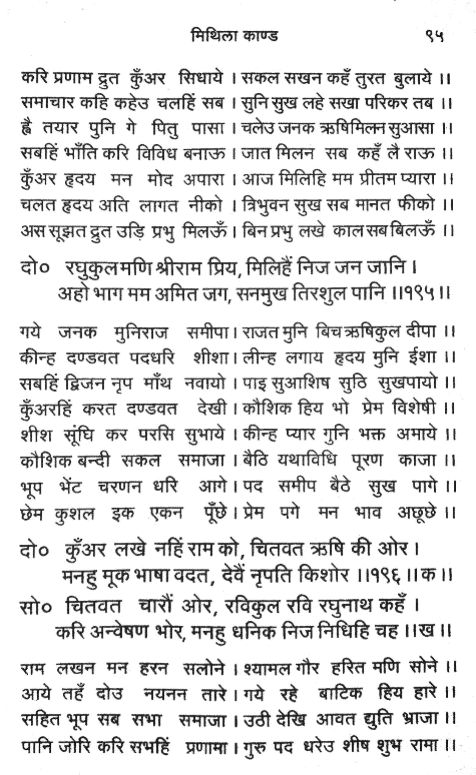 मिथिला काण्ड ९५
करि प्रणाम द्रुत कुँअर सिधाये । सकल सखन कहँ तुरत बुलाये ।।
समाचार कहि कहेउ चलहिं सब । सुनि सुख लहे सखा परिकर तब ।।
ह्वै तयार पुनि गे पितु पासा । चलेउ जनक ऋषिमिलन सुआसा ।।
सबहिं भाँति करि विविध बनाऊ । जात मिलन सब कहँ लै राऊ ।।
कुँअर हृदय मन मोद अपारा । आज मिलिहि मम प्रीतम प्यारा ।।
चलत हृदय अति लागत नीको । त्रिभुवन सुख सब मानत फीको ।।
अस सूझत द्रुत उड़ि प्रभु मिलऊँ । बिन प्रभु लखे काल सब बिलऊँ ।।
दो० रघुकुलमणि श्रीराम प्रिय, मिलिहैं निज जन जानि ।
अहो भाग मम अमित जग, सनमुख तिरशुल पानि ।।१९५।।
गये जनक मुनिराज समीपा । राजत मुनि बिच ऋषिकुल दीपा ।।
कीन्ह दण्डवत पदधरि शीशा । लीन्ह लगाय हृदय मुनि ईशा ।।
सबहिं द्विजन नृप माँथ नवायो । पाइ सुआशिष सुठि सुखपायो ।।
कुँअरहिं करत दण्डवत देखी । कौशिक हिय भो प्रेम विशेषी ।।
शीश सूंघि कर परसि सुभाये । कीन्ह प्यार गुनि भक्त अमाये ।।
कौशिक बन्दी सकल समाजा । बैठि यथाविधि पूरण काजा ।।
भूप भेंट चरणन धरि आगे । पद समीप बैठे सुख पागे ।।
छेम कुशल इक एकन पूँछे । प्रेम पगे मन भाव अछूछे ।।
दो० कुँअर लखे नहिं राम को, चितवत ऋषि की ओर ।
मनहु मूक भाषा वदत, देवैं नृपति किशोर ।।१९६।।क।।
सो० चितवत चारौं ओर, रविकुल रवि रघुनाथ कहँ ।
करि अन्वेषण भोर, मनहु धनिक निज निधिहि चह ।।ख।।
राम लखन मन हरन सलोने । श्यामल गौर हरित मणि सोने ।।
आये तहँ दोउ नयनन तारे । गये रहे बाटिक हिय हारे ।।
सहित भूप सब सभा समाजा । उठी देखि आवत द्युति भ्राजा ।।
पानि जोरि करि सभहिं प्रणामा । गुरु पद धरेउ शीष शुभ रामा ।।